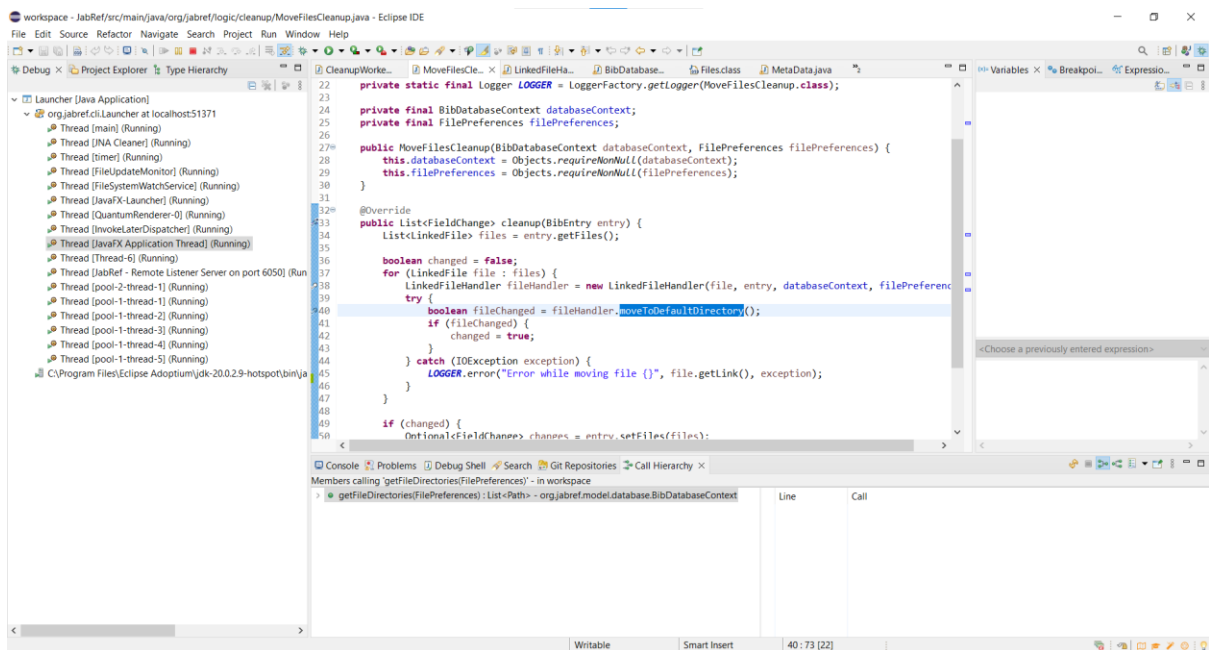 workspace - JabRef/src/main/java/org/jabref/logic/cleanup/MoveFilesCleanup.java - Eclipse IDE
File Edit Source Refactor Navigate Search Project Run Window Help
Debug Project Explorer Type Hierarchy
Launcher [Java Application]
org.jabref.cli.Launcher at localhost:51371
Thread [main] (Running)
Thread [JNA Cleaner] (Running)
Thread [timer] (Running)
Thread [FileUpdateMonitor] (Running)
Thread [FileSystemWatchService] (Running)
Thread [JavaFX-Launcher] (Running)
Thread [QuantumRenderer-0] (Running)
Thread [InvokeLaterDispatcher] (Running)
Thread [JavaFX Application Thread] (Running)
Thread [Thread-6] (Running)
Thread [JabRef - Remote Listener Server on port 6050] (Run
Thread [pool-2-thread-1] (Running)
Thread [pool-1-thread-1] (Running)
Thread [pool-1-thread-2] (Running)
Thread [pool-1-thread-3] (Running)
Thread [pool-1-thread-4] (Running)
Thread [pool-1-thread-5] (Running)
C:\Program Files\Eclipse Adoptium\jdk-20.0.2.9-hotspot\bin\ja
CleanupWorke... MoveFilesCle... LinkedFileHa... BibDatabase... Files.class MetaData.java
22 private static final Logger LOGGER = LoggerFactory.getLogger(MoveFilesCleanup.class);
23
24 private final BibDatabaseContext databaseContext;
25 private final FilePreferences filePreferences;
26
27 public MoveFilesCleanup(BibDatabaseContext databaseContext, FilePreferences filePreferences) {
28 this.databaseContext = Objects.requireNonNull(databaseContext);
29 this.filePreferences = Objects.requireNonNull(filePreferences);
30 }
31
32 @Override
33 public List<FieldChange> cleanup(BibEntry entry) {
34 List<LinkedFile> files = entry.getFiles();
35
36 boolean changed = false;
37 for (LinkedFile file : files) {
38 LinkedFileHandler fileHandler = new LinkedFileHandler(file, entry, databaseContext, filePreferenc
39 try {
40 boolean fileChanged = fileHandler.moveToDefaultDirectory();
41 if (fileChanged) {
42 changed = true;
43 }
44 } catch (IOException exception) {
45 LOGGER.error("Error while moving file {}", file.getLink(), exception);
46 }
47 }
48
49 if (changed) {
50 Optional<FieldChange> changes = entry.setFiles(files);
Variables Breakpoi... Expressio...
<Choose a previously entered expression>
Console Problems Debug Shell Search Git Repositories Call Hierarchy
Members calling 'getFileDirectories(FilePreferences)' - in workspace
getFileDirectories(FilePreferences) : List<Path> - org.jabref.model.database.BibDatabaseContext
Line Call
Writable Smart Insert 40 : 73 [22]